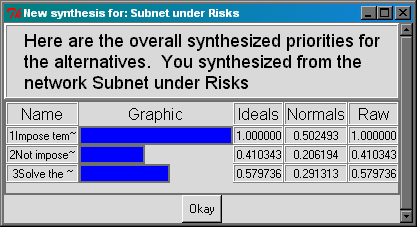 New synthesis for: Subnet under Risks
Here are the overall synthesized priorities for
the alternatives. You synthesized from the
network Subnet under Risks
Name Graphic Ideals Normals Raw
1Impose tem~ 1.000000 0.502493 1.000000
2Not impose~ 0.410343 0.206194 0.410343
3Solve the ~ 0.579736 0.291313 0.579736
Okay